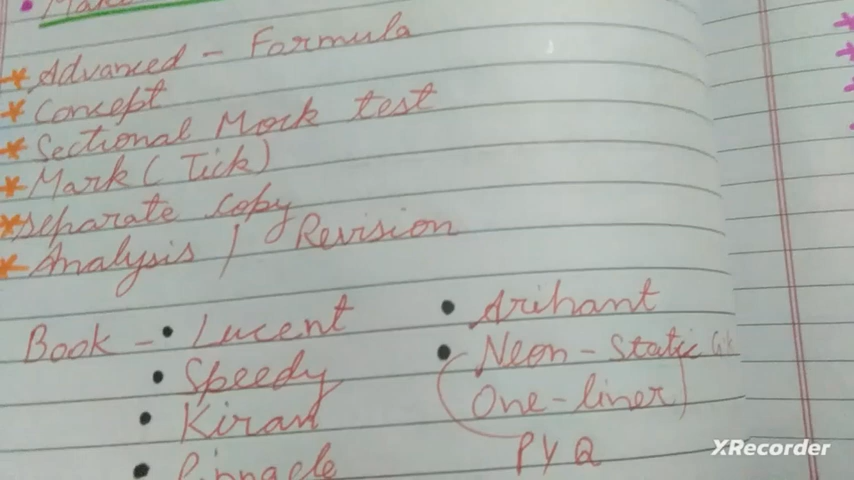 * Advanced - Formula
* Concept
* Sectional Mock test
* Mark ( Tick )
* Separate copy
* Analysis / Revision
Book - • Lucent
• Speedy
• Kiran
• Pinnacle
• Arihant
• Neon - Static
(One-liner)
PYQ
XRecorder